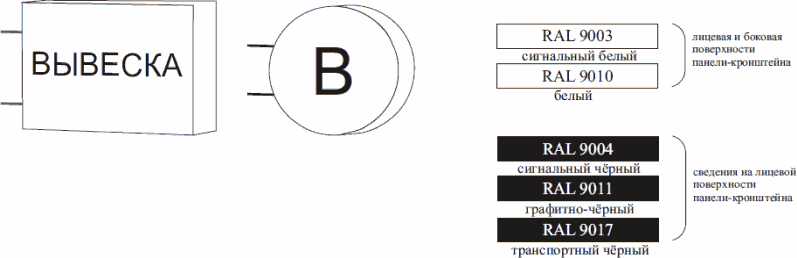 ВЫВЕСКА
В
RAL 9003
сигнальный белый
RAL 9010
белый
лицевая и боковая
поверхности
панели-кронштейна
RAL 9004
сигнальный чёрный
RAL 9011
графитно-чёрный
RAL 9017
транспортный чёрный
сведения на лицевой
поверхности
панели-кронштейна